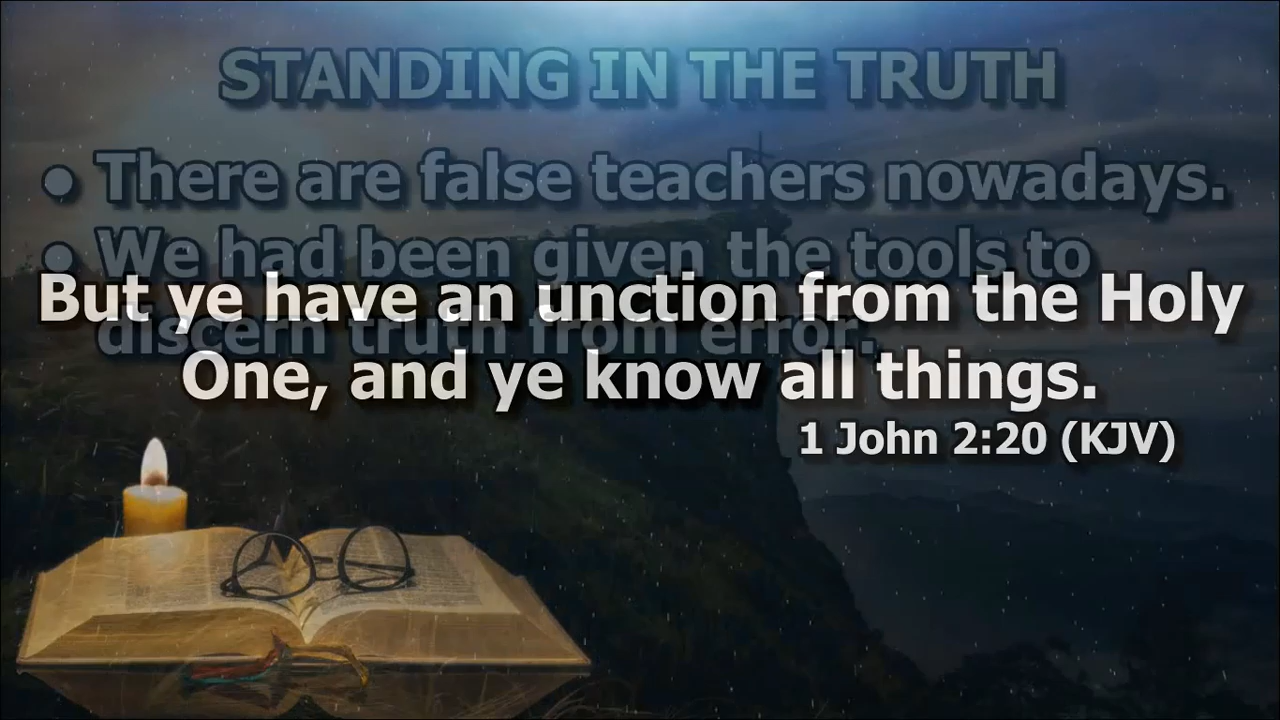 STANDING IN THE TRUTH
• There are false teachers nowadays.
• We had been given the tools to
discern truth from error.
But ye have an unction from the Holy
One, and ye know all things.
1 John 2:20 (KJV)